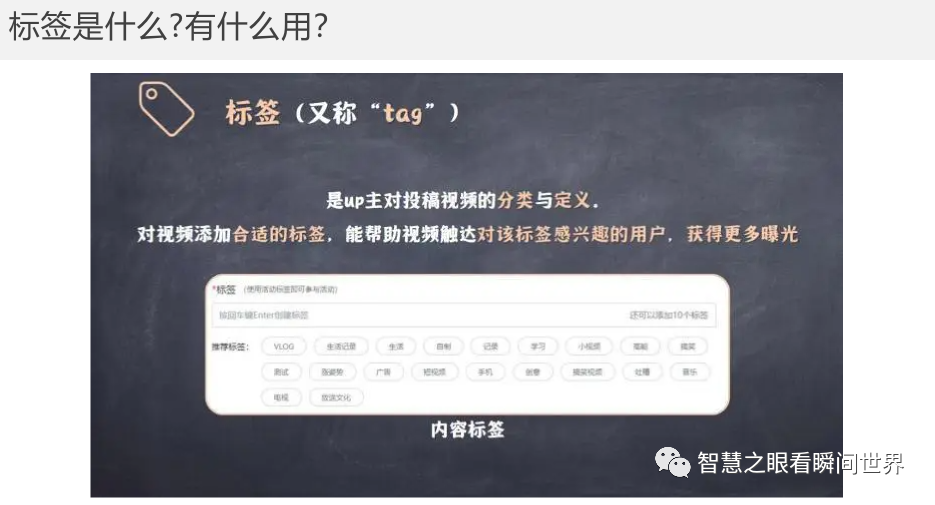 标签是什么?有什么用?
标签（又称“tag”）
是up主对投稿视频的分类与定义.
对视频添加合适的标签，能帮助视频触达对该标签感兴趣的用户，获得更多曝光
*标签 (使用活动标签即可参与活动)
按回车键Enter创建标签 还可以添加10个标签
推荐标签： VLOG 生活记录 生活 自制 记录 学习 小视频 搞笑
测试 广告 短视频 手机 创意 搞笑视频 吐槽 音乐
电视
内容标签
智慧之眼看瞬间世界